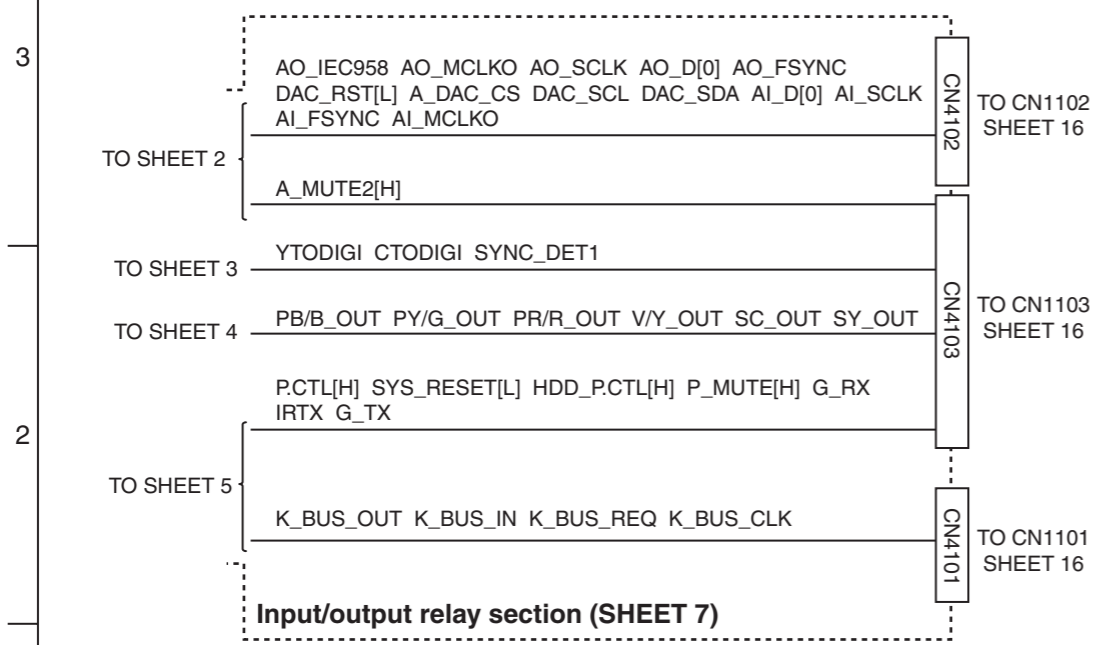 3
AO_IEC958 AO_MCLKO AO_SCLK AO_D[0] AO_FSYNC
DAC_RST[L] A_DAC_CS DAC_SCL DAC_SDA AI_D[0] AI_SCLK
AI_FSYNC AI_MCLKO
CN4102
TO CN1102
SHEET 16
TO SHEET 2
A_MUTE2[H]
TO SHEET 3
YTODIGI CTODIGI SYNC_DET1
TO SHEET 4
PB/B_OUT PY/G_OUT PR/R_OUT V/Y_OUT SC_OUT SY_OUT
CN4103
TO CN1103
SHEET 16
P.CTL[H] SYS_RESET[L] HDD_P.CTL[H] P_MUTE[H] G_RX
IRTX G_TX
2
TO SHEET 5
K_BUS_OUT K_BUS_IN K_BUS_REQ K_BUS_CLK
CN4101
TO CN1101
SHEET 16
Input/output relay section (SHEET 7)